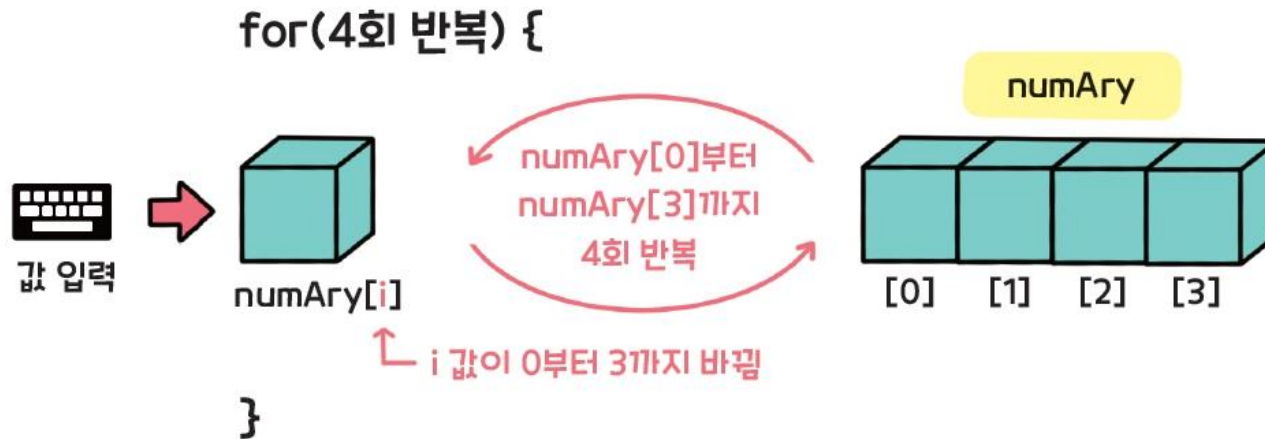 for(4회 반복) {
numAry
numAry[0]부터
numAry[3]까지
4회 반복
값 입력
numAry[i]
[0] [1] [2] [3]
i 값이 0부터 3까지 바뀜
}